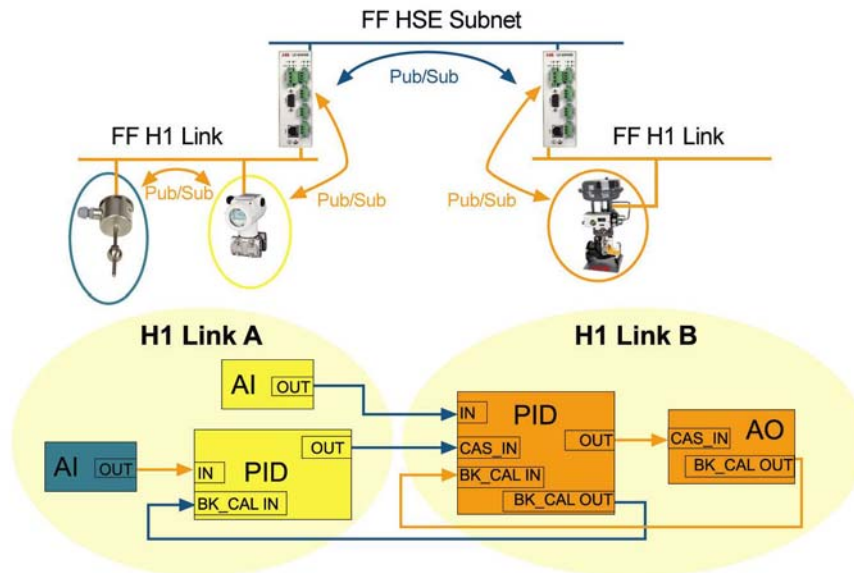 FF HSE Subnet
Pub/Sub
FF H1 Link
FF H1 Link
Pub/Sub
Pub/Sub
Pub/Sub
H1 Link A
H1 Link B
AI
OUT
IN
PID
OUT
CAS_IN
AO
OUT
CAS_IN
AI
OUT
IN
PID
BK_CAL IN
BK_CAL OUT
BK_CAL IN
BK_CAL OUT